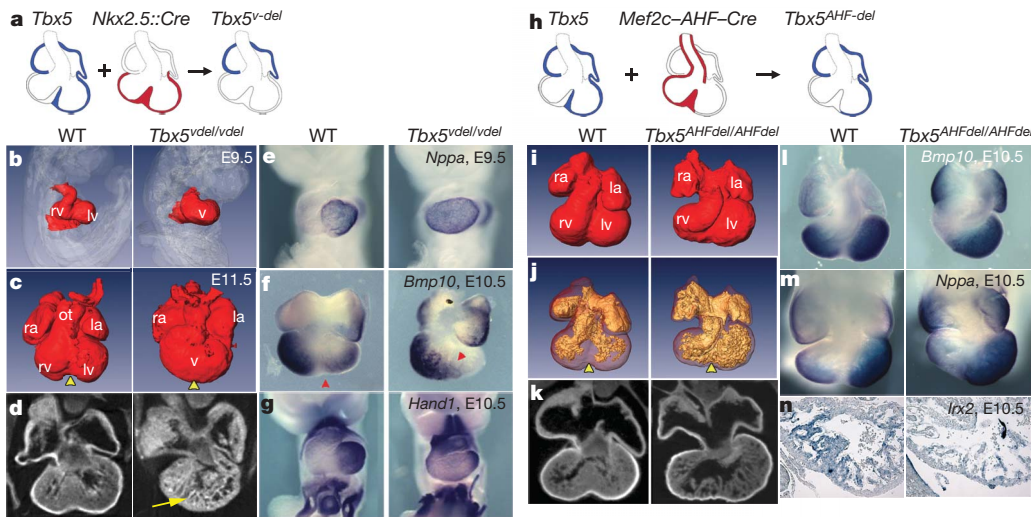 a Tbx5 Nkx2.5::Cre Tbx5v-del
+
WT Tbx5vdel/vdel
b E9.5
rv lv v
c E11.5
ra ot la la
rv lv v
d
WT Tbx5vdel/vdel
e Nppa, E9.5
f Bmp10, E10.5
g Hand1, E10.5
h Tbx5 Mef2c–AHF–Cre Tbx5AHF-del
+
WT Tbx5AHFdel/AHFdel
i
ra la ra la
rv lv rv lv
j
k
WT Tbx5AHFdel/AHFdel
l Bmp10, E10.5
m Nppa, E10.5
n Irx2, E10.5